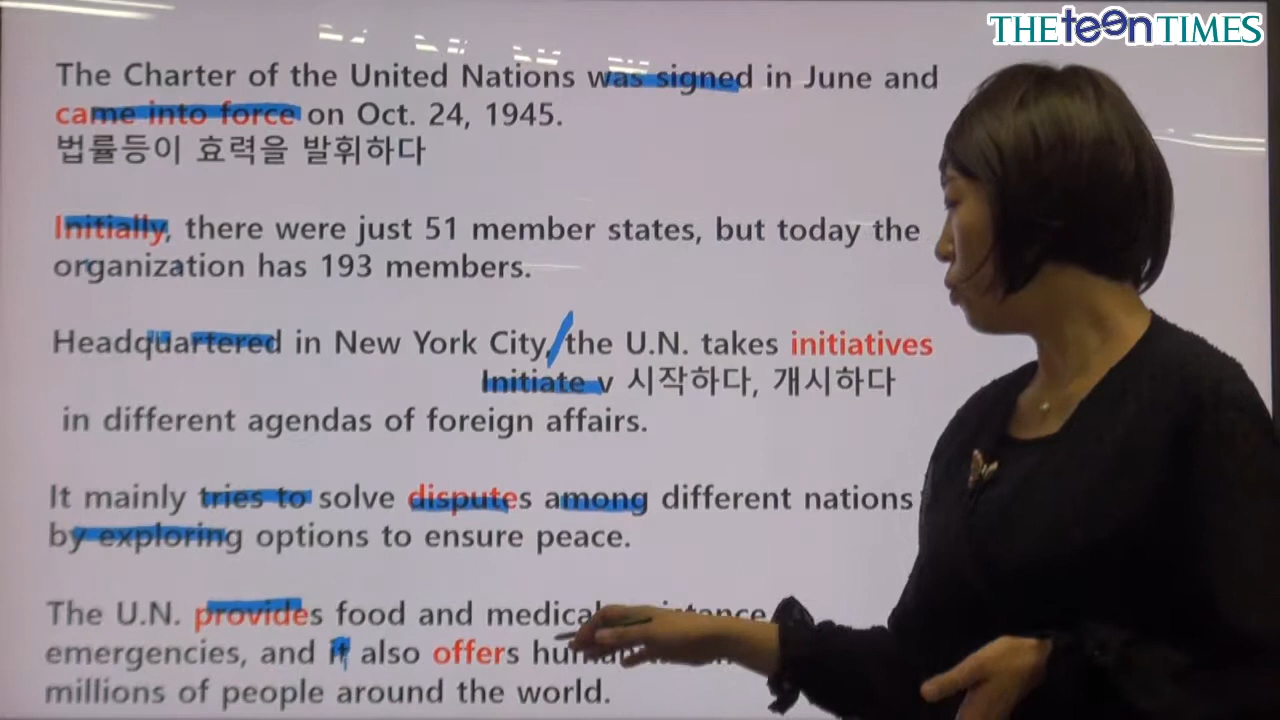 THE teen TIMES
The Charter of the United Nations was signed in June and
came into force on Oct. 24, 1945.
법률등이 효력을 발휘하다
Initially, there were just 51 member states, but today the
organization has 193 members.
Headquartered in New York City, the U.N. takes initiatives
Initiate v 시작하다, 개시하다
in different agendas of foreign affairs.
It mainly tries to solve disputes among different nations
by exploring options to ensure peace.
The U.N. provides food and medical
emergencies, and it also offers
millions of people around the world.